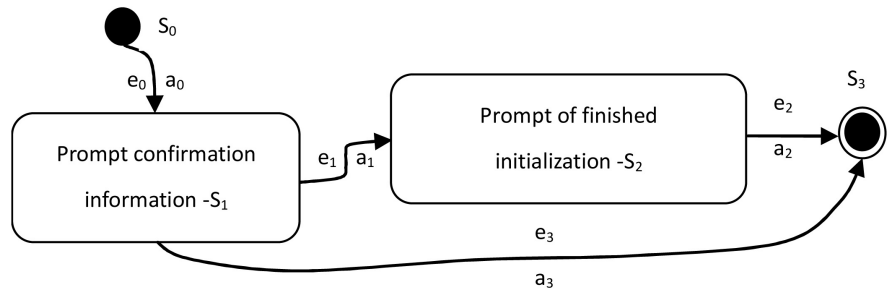 S₀
e₀ a₀
Prompt confirmation
information -S₁
e₁ a₁
Prompt of finished
initialization -S₂
e₂
a₂
S₃
e₃
a₃